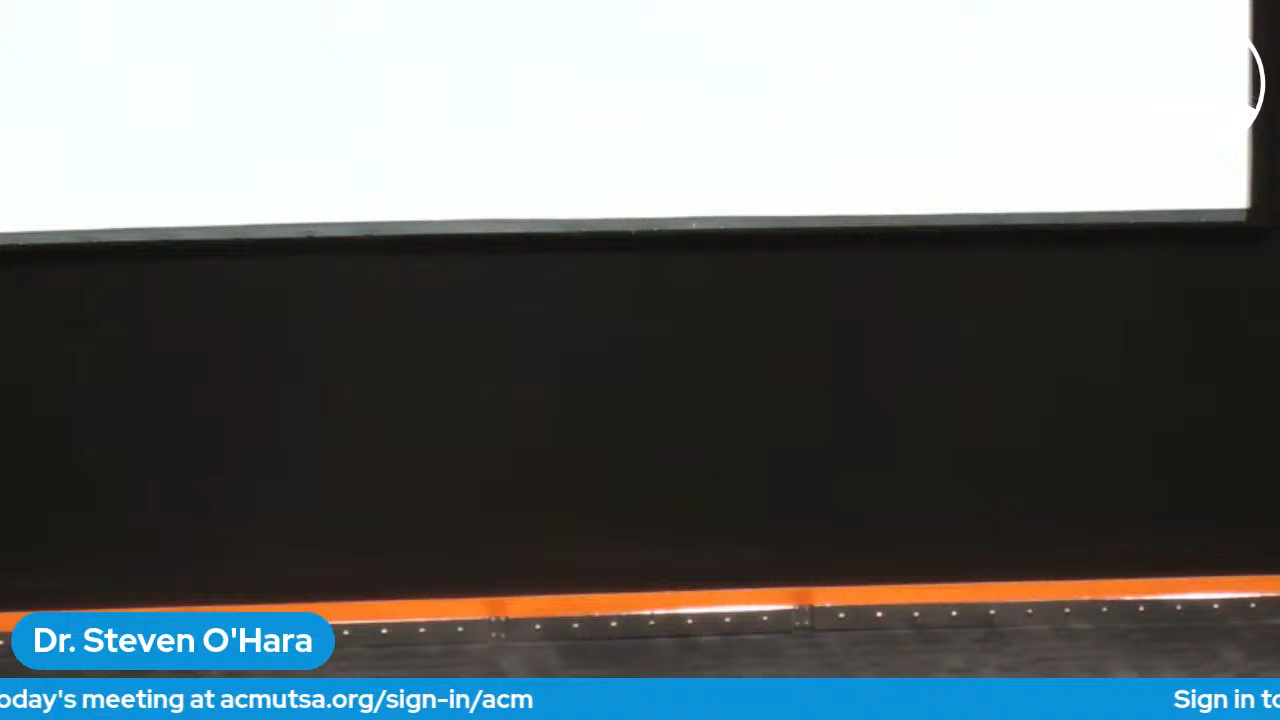 Dr. Steven O'Hara
oday's meeting at acmutsa.org/sign-in/acm
Sign in to